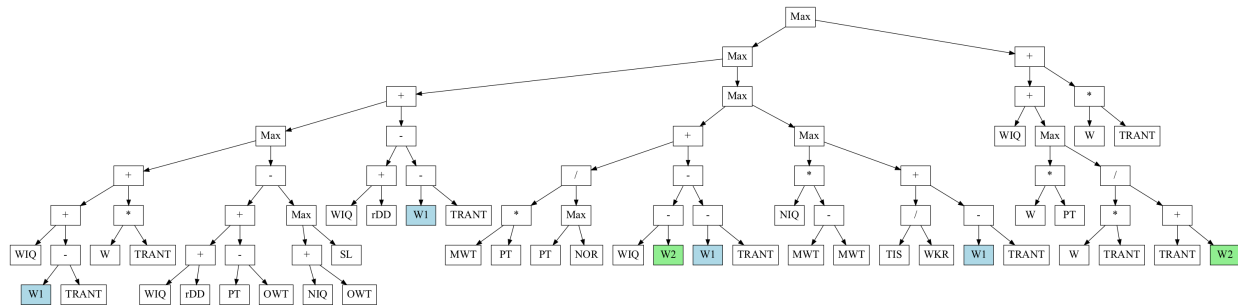 Max
Max +
+ Max + *
Max - + Max WIQ Max W TRANT
+ - + - / - * + * /
+ * + Max WIQ rDD W1 TRANT * Max - - NIQ - / - W PT * +
WIQ - W TRANT + - + SL MWT PT PT NOR WIQ W2 W1 TRANT MWT MWT TIS WKR W1 TRANT W TRANT TRANT W2
W1 TRANT WIQ rDD PT OWT NIQ OWT